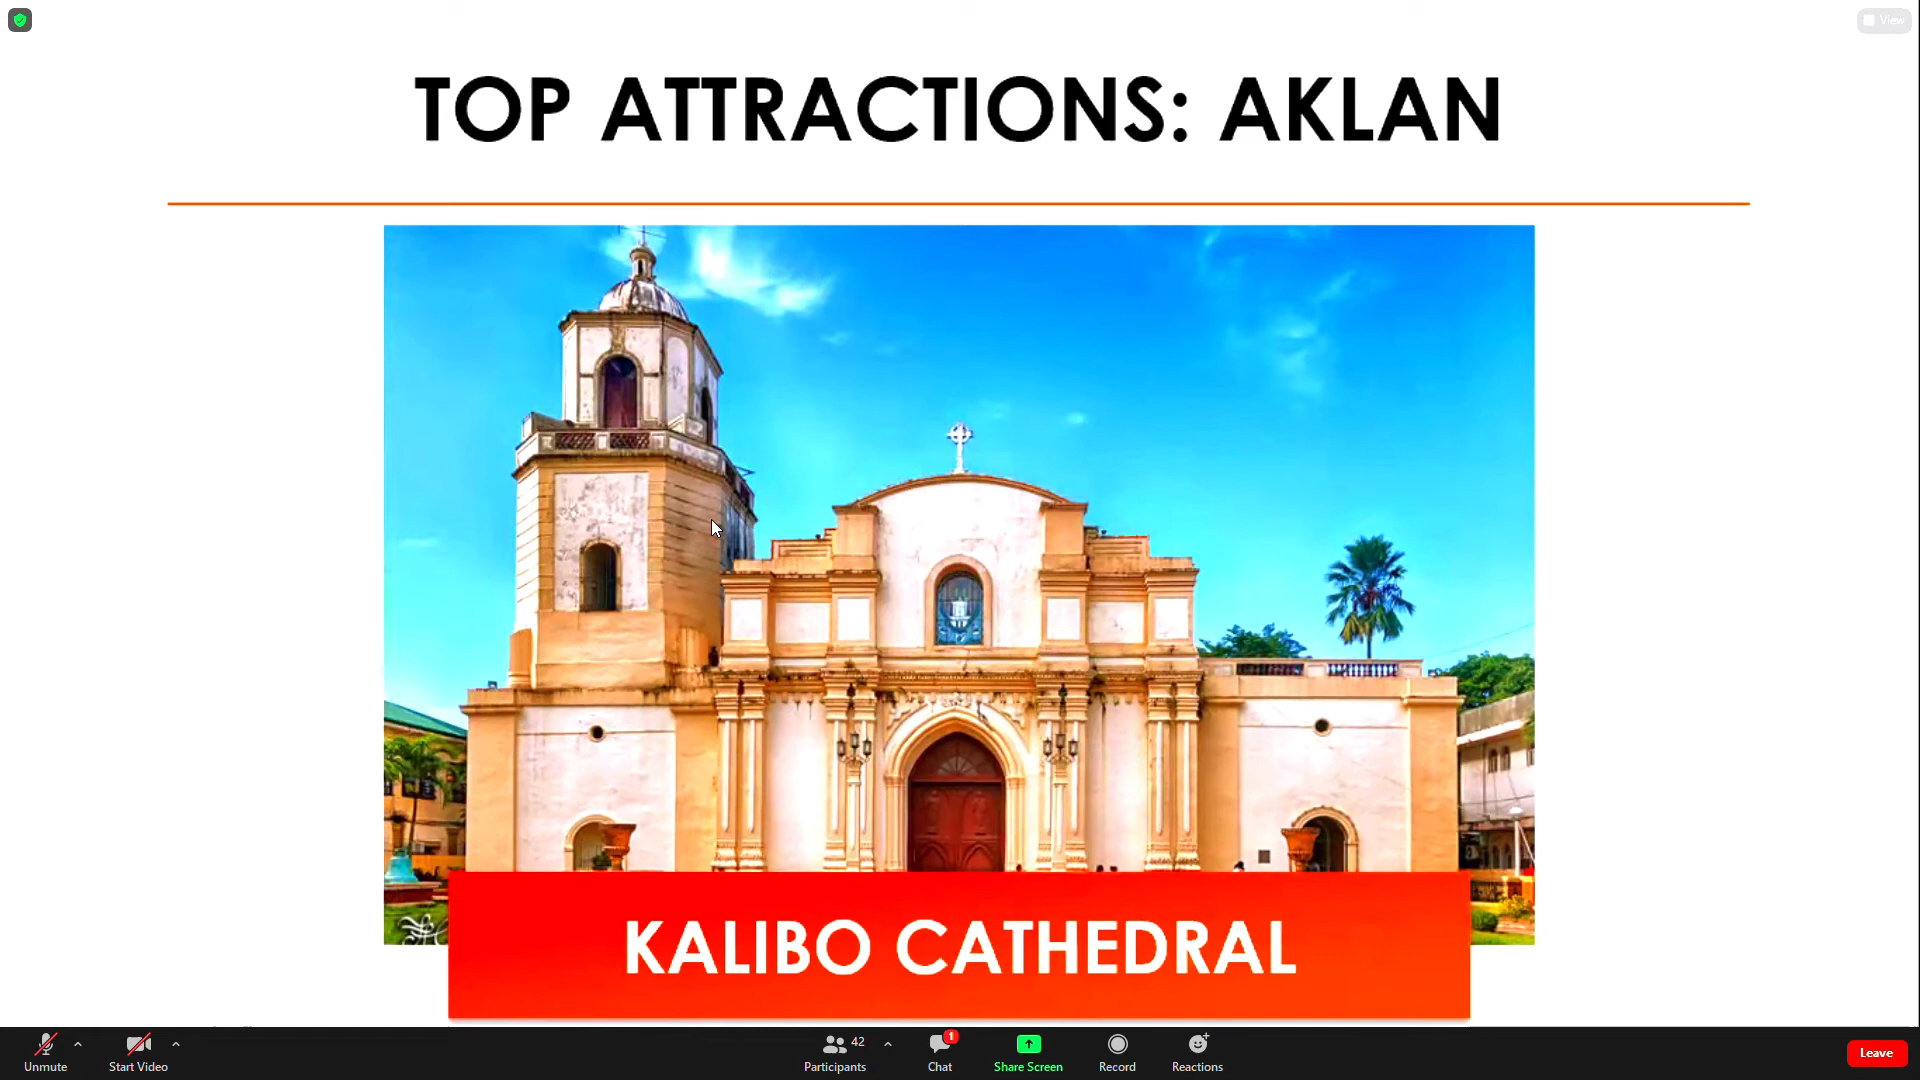 View
TOP ATTRACTIONS: AKLAN
KALIBO CATHEDRAL
Unmute
Start Video
42
Participants
1
Chat
Share Screen
Record
Reactions
Leave